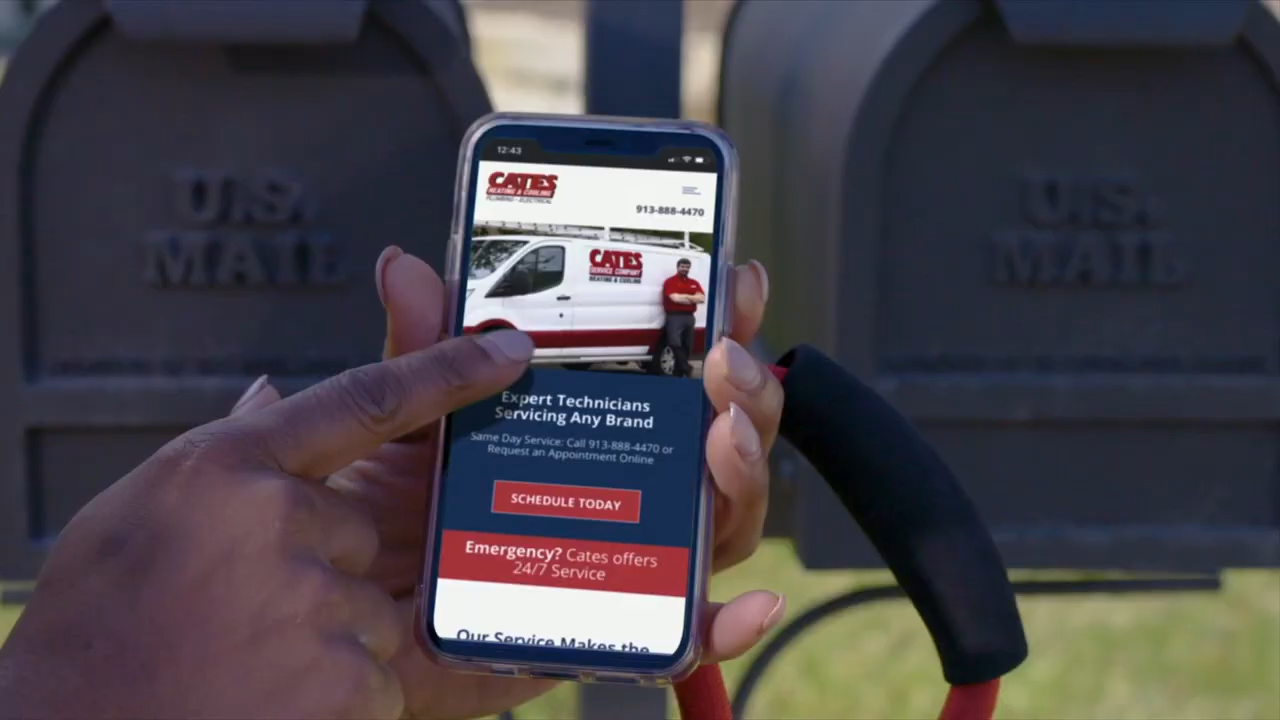 U.S.
MAIL
U.S.
MAIL
12:43
CATES
HEATING & COOLING
PLUMBING - ELECTRICAL
913-888-4470
CATES
SERVICE COMPANY
HEATING & COOLING
Expert Technicians
Servicing Any Brand
Same Day Service: Call 913-888-4470 or
Request an Appointment Online
SCHEDULE TODAY
Emergency? Cates offers
24/7 Service
Our Service Makes the